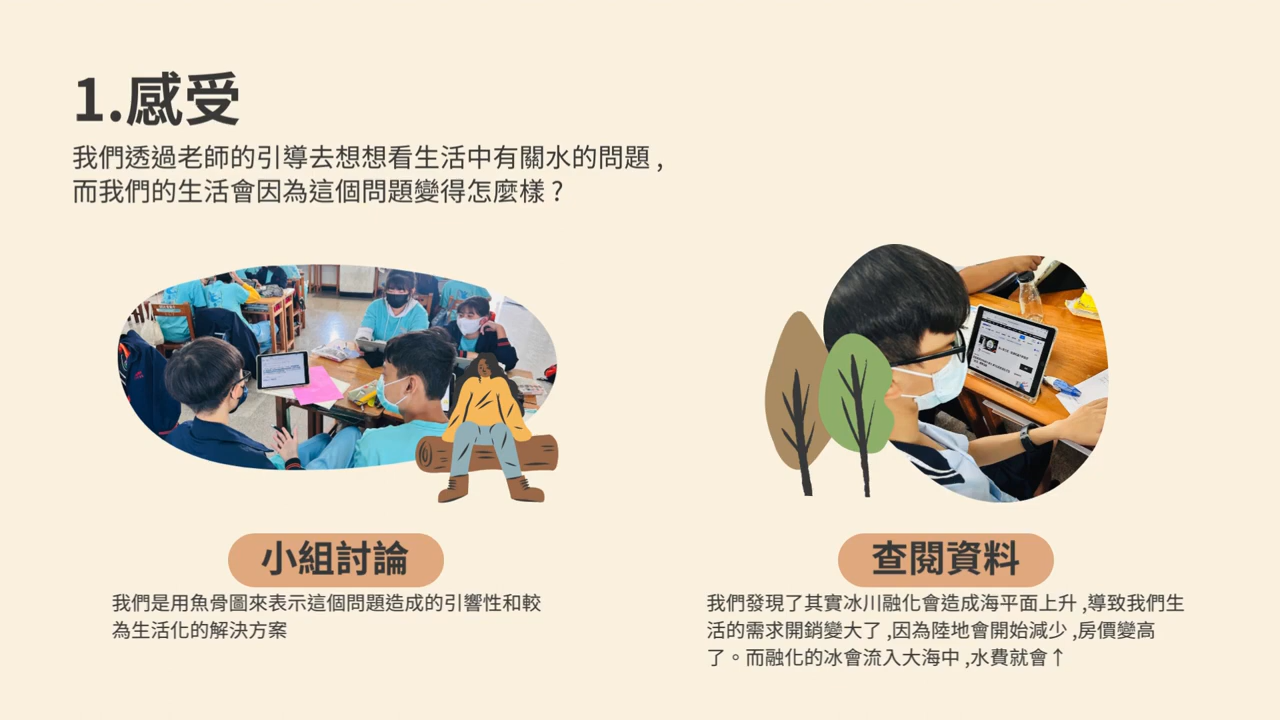 1.感受
我們透過老師的引導去想想看生活中有關水的問題 ,
而我們的生活會因為這個問題變得怎麼樣 ?
小組討論
我們是用魚骨圖來表示這個問題造成的引響性和較
為生活化的解決方案
查閱資料
我們發現了其實冰川融化會造成海平面上升 ,導致我們生
活的需求開銷變大了 ,因為陸地會開始減少 ,房價變高
了。而融化的冰會流入大海中 ,水費就會↑